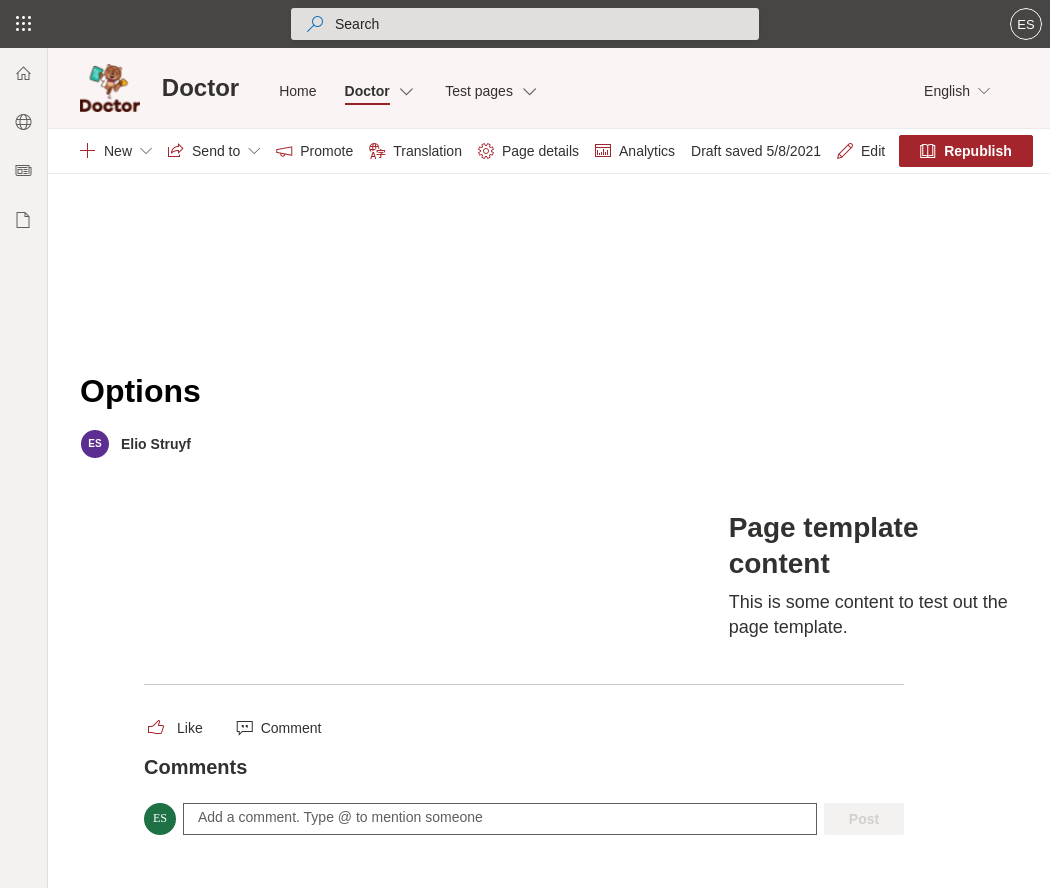 Search
ES
Doctor
Doctor
Home
Doctor
Test pages
English
New
Send to
Promote
Translation
Page details
Analytics
Draft saved 5/8/2021
Edit
Republish
Options
ES
Elio Struyf
Page template
content
This is some content to test out the
page template.
Like
Comment
Comments
ES
Add a comment. Type @ to mention someone
Post